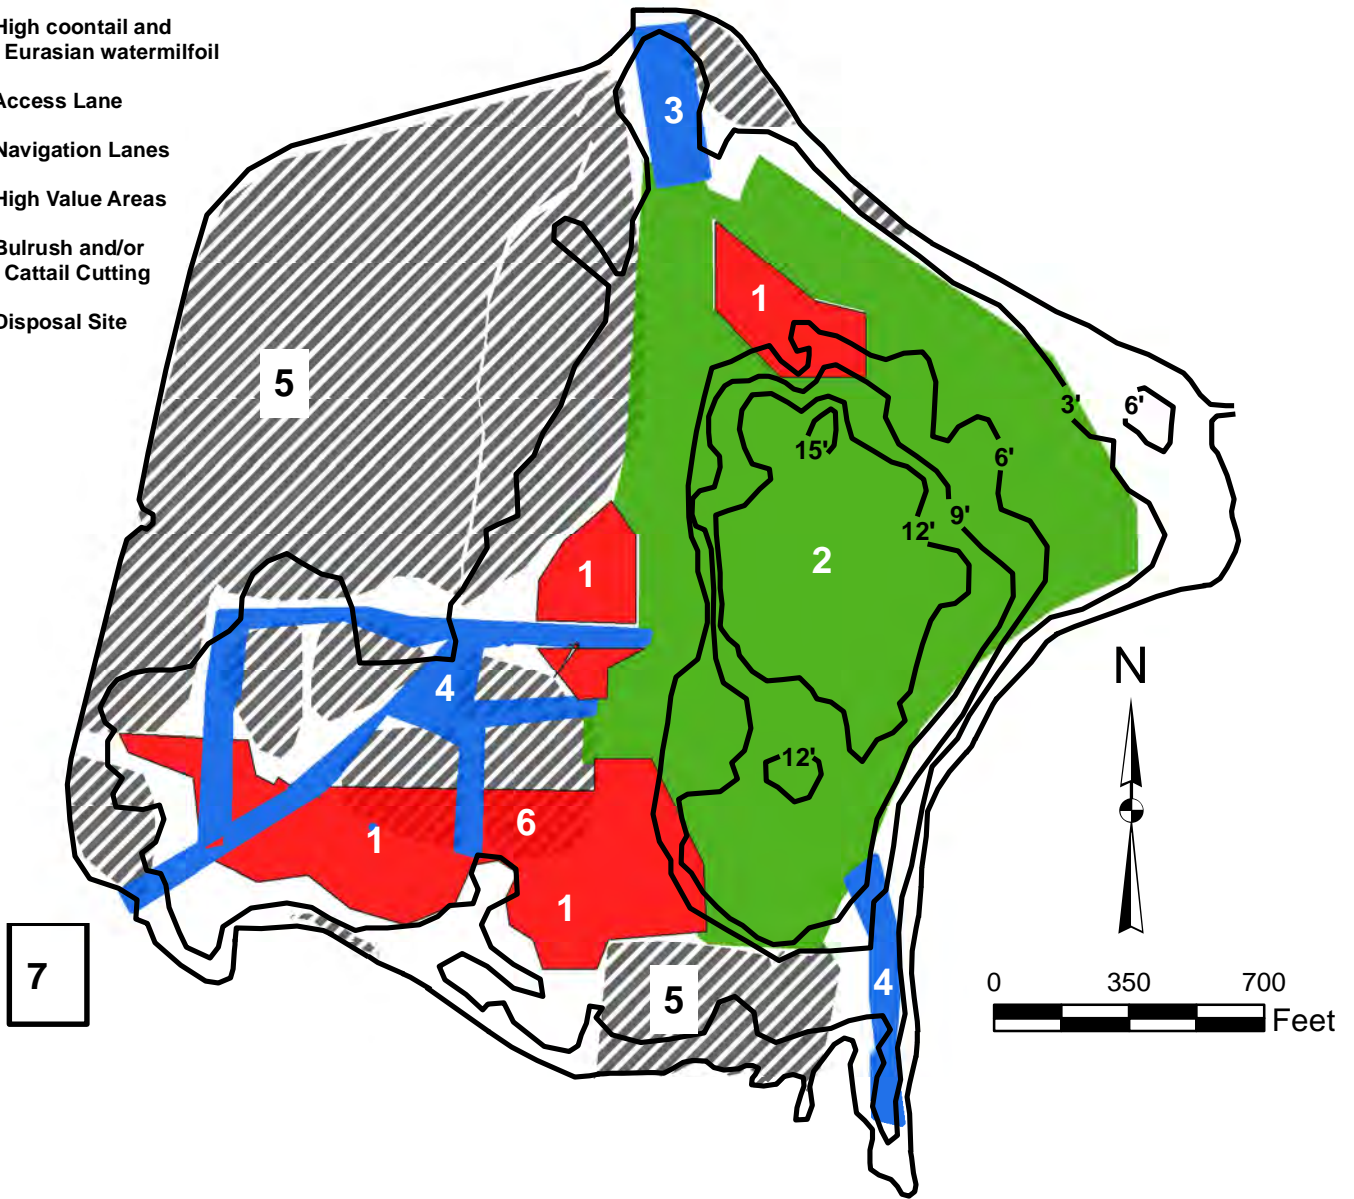 High coontail and
Eurasian watermilfoil
Access Lane
Navigation Lanes
High Value Areas
Bulrush and/or
Cattail Cutting
Disposal Site
3
1
5
3'
6'
15'
6'
9'
12'
2
1
N
4
12'
6
1
1
7
5
4
0 350 700
Feet